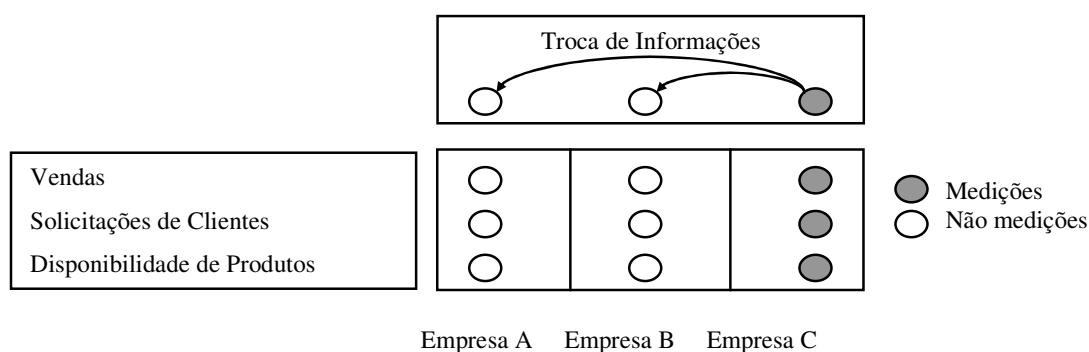 Troca de Informações
Vendas
Solicitações de Clientes
Disponibilidade de Produtos
Medições
Não medições
Empresa A Empresa B Empresa C